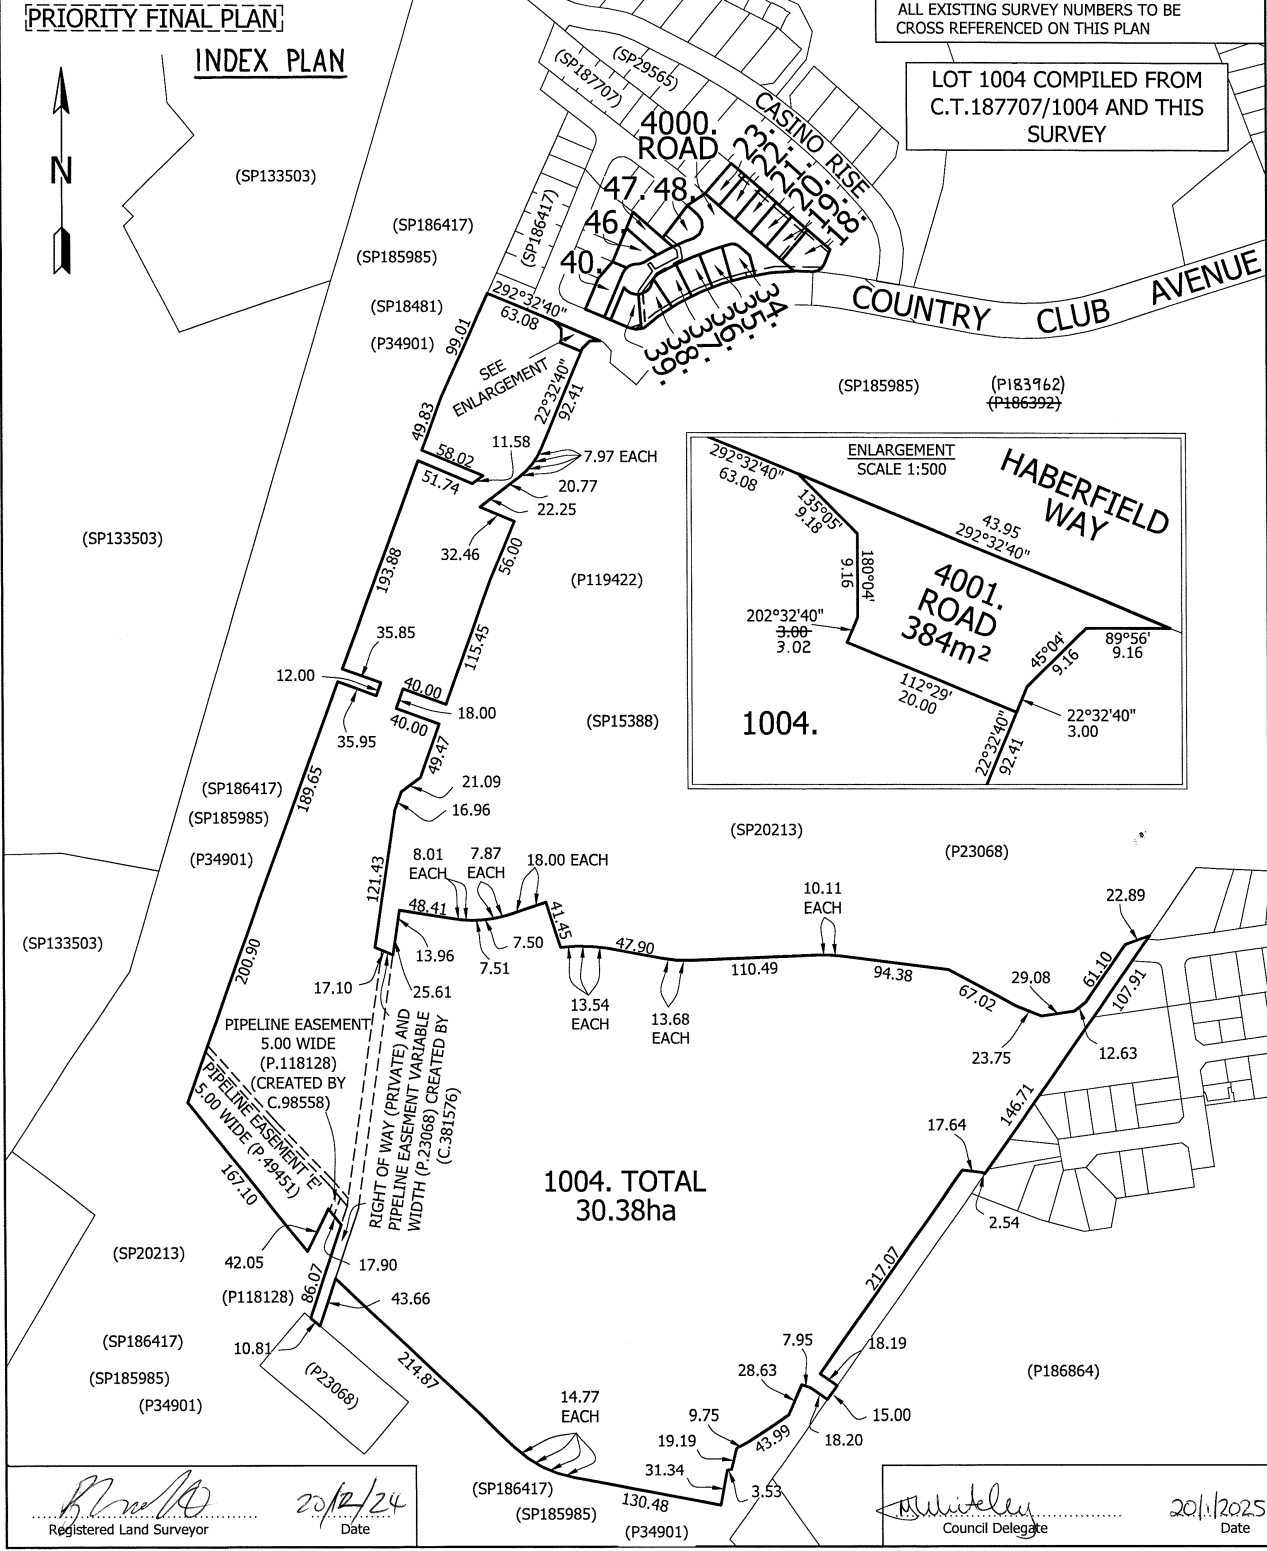 PRIORITY FINAL PLAN
INDEX PLAN
N
ALL EXISTING SURVEY NUMBERS TO BE
CROSS REFERENCED ON THIS PLAN
LOT 1004 COMPILED FROM
C.T.187707/1004 AND THIS
SURVEY
(SP29565)
(SP187707)
CASINO RISE
4000.
ROAD
23.
22.
21.
20.
19.
18.
47.
48.
46.
40.
(SP133503)
(SP186417)
(SP186417)
(SP185985)
(SP18481)
(P34901)
COUNTRY CLUB AVENUE
34.
35.
36.
37.
38.
39.
292°32'40"
63.08
99.01
SEE
ENLARGEMENT
22°32'40"
92.41
49.83
58.02
11.58
7.97 EACH
51.74
20.77
22.25
32.46
56.00
(SP185985)
(P183962)
(P186392)
ENLARGEMENT
SCALE 1:500
HABERFIELD
WAY
292°32'40"
63.08
135°05'
9.18
43.95
292°32'40"
180°04'
9.16
4001.
ROAD
384m²
202°32'40"
3.00
3.02
45°04'
9.16
89°56'
9.16
112°29'
20.00
22°32'40"
3.00
22°32'40"
92.41
1004.
(SP133503)
193.88
(P119422)
35.85
115.45
12.00
40.00
18.00
40.00
35.95
(SP15388)
49.47
189.65
21.09
16.96
(SP186417)
(SP185985)
(P34901)
(SP20213)
(P23068)
121.43
8.01
EACH
7.87
EACH
18.00 EACH
10.11
EACH
22.89
48.41
41.45
(SP133503)
200.90
13.96
7.51
7.50
47.90
110.49
94.38
61.10
107.91
17.10
25.61
13.54
EACH
13.68
EACH
67.02
29.08
23.75
12.63
PIPELINE EASEMENT
5.00 WIDE
(P.118128)
(CREATED BY
C.98558)
RIGHT OF WAY (PRIVATE) AND
PIPELINE EASEMENT VARIABLE
WIDTH (P.23068) CREATED BY
(C.381576)
PIPELINE EASEMENT 'E'
5.00 WIDE (P.49451)
146.71
17.64
167.10
1004. TOTAL
30.38ha
2.54
(SP20213)
42.05
17.90
217.07
(P118128)
86.07
43.66
(SP186417)
10.81
(SP185985)
(P34901)
(P23068)
214.87
7.95
18.19
28.63
(P186864)
14.77
EACH
9.75
43.99
15.00
18.20
19.19
31.34
3.53
(SP186417)
(SP185985)
(P34901)
130.48
20/12/24
Registered Land Surveyor
Date
20/1/2025
Council Delegate
Date